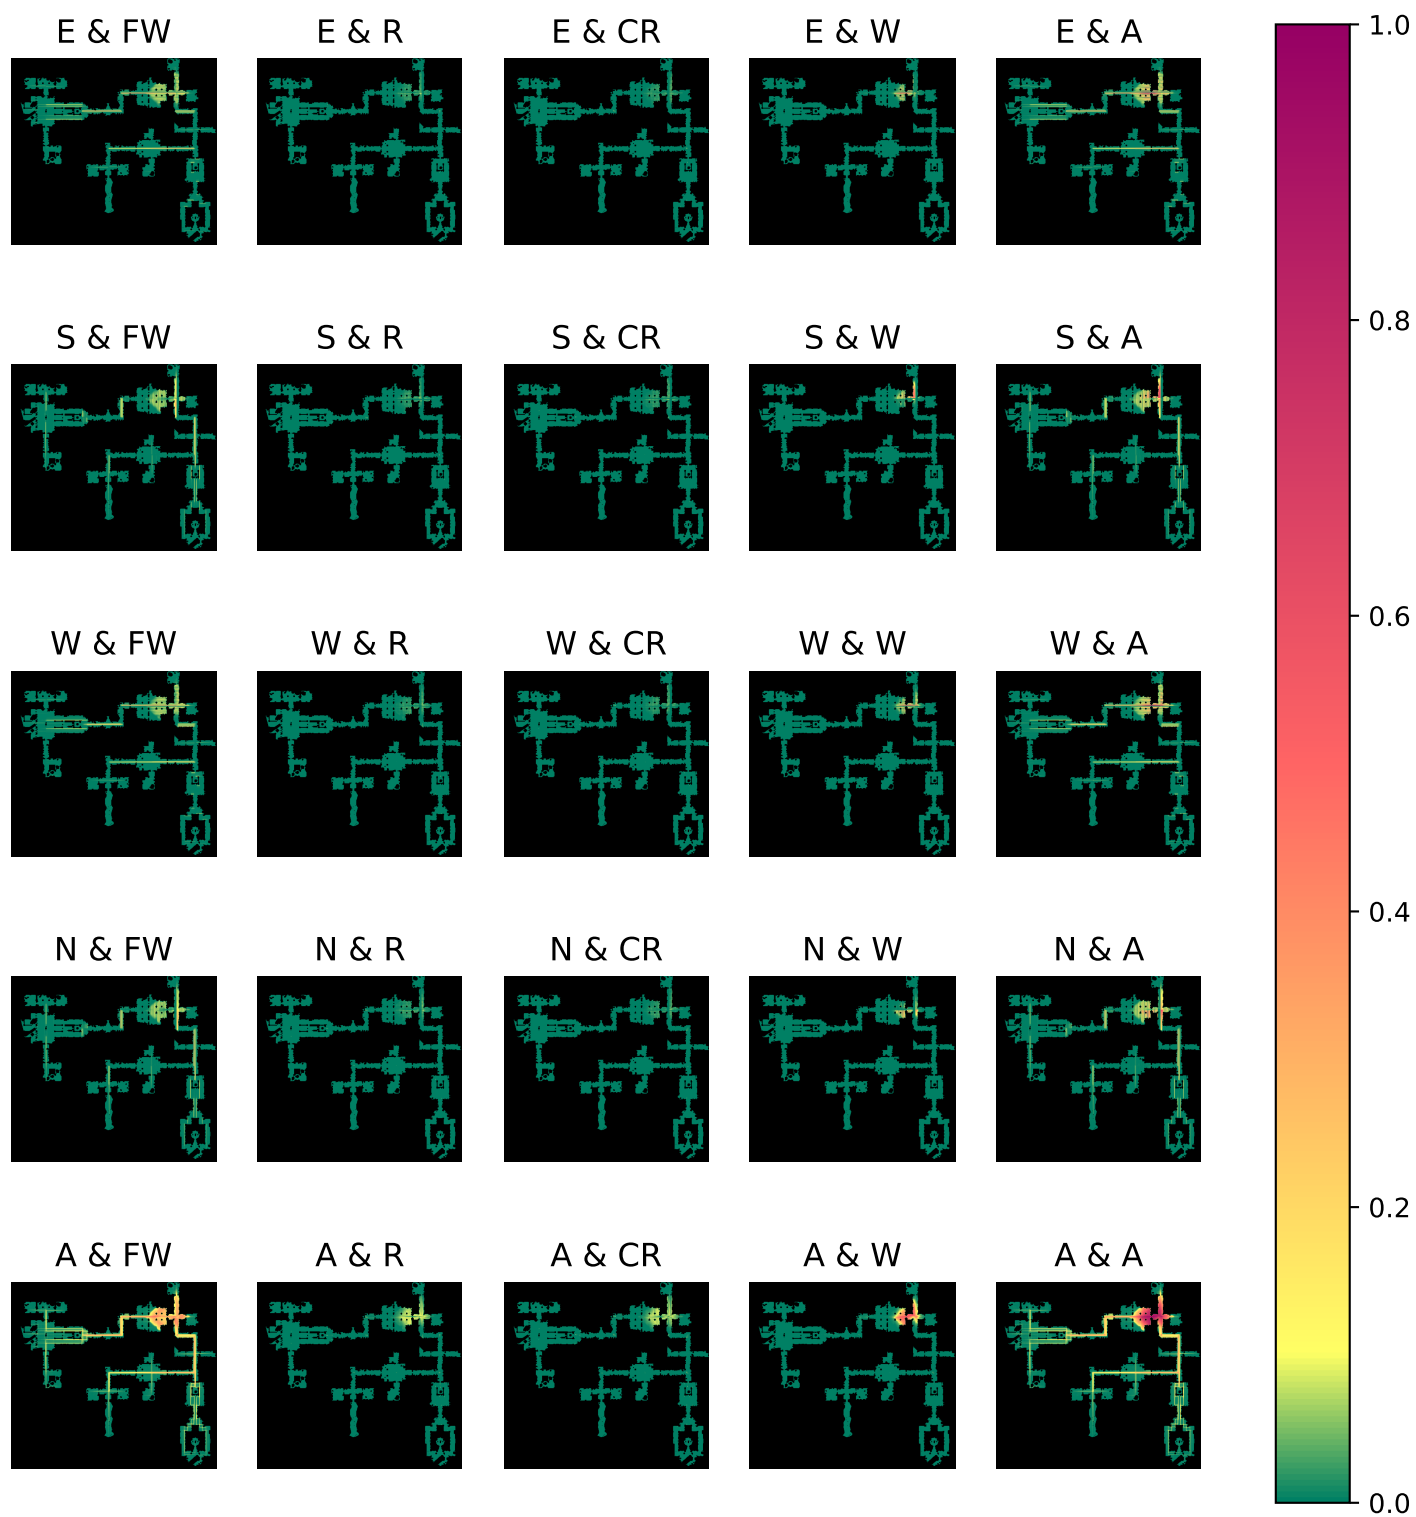 E & FW
E & R
E & CR
E & W
E & A
1.0
S & FW
S & R
S & CR
S & W
S & A
0.8
W & FW
W & R
W & CR
W & W
W & A
0.6
N & FW
N & R
N & CR
N & W
N & A
0.4
0.2
A & FW
A & R
A & CR
A & W
A & A
0.0